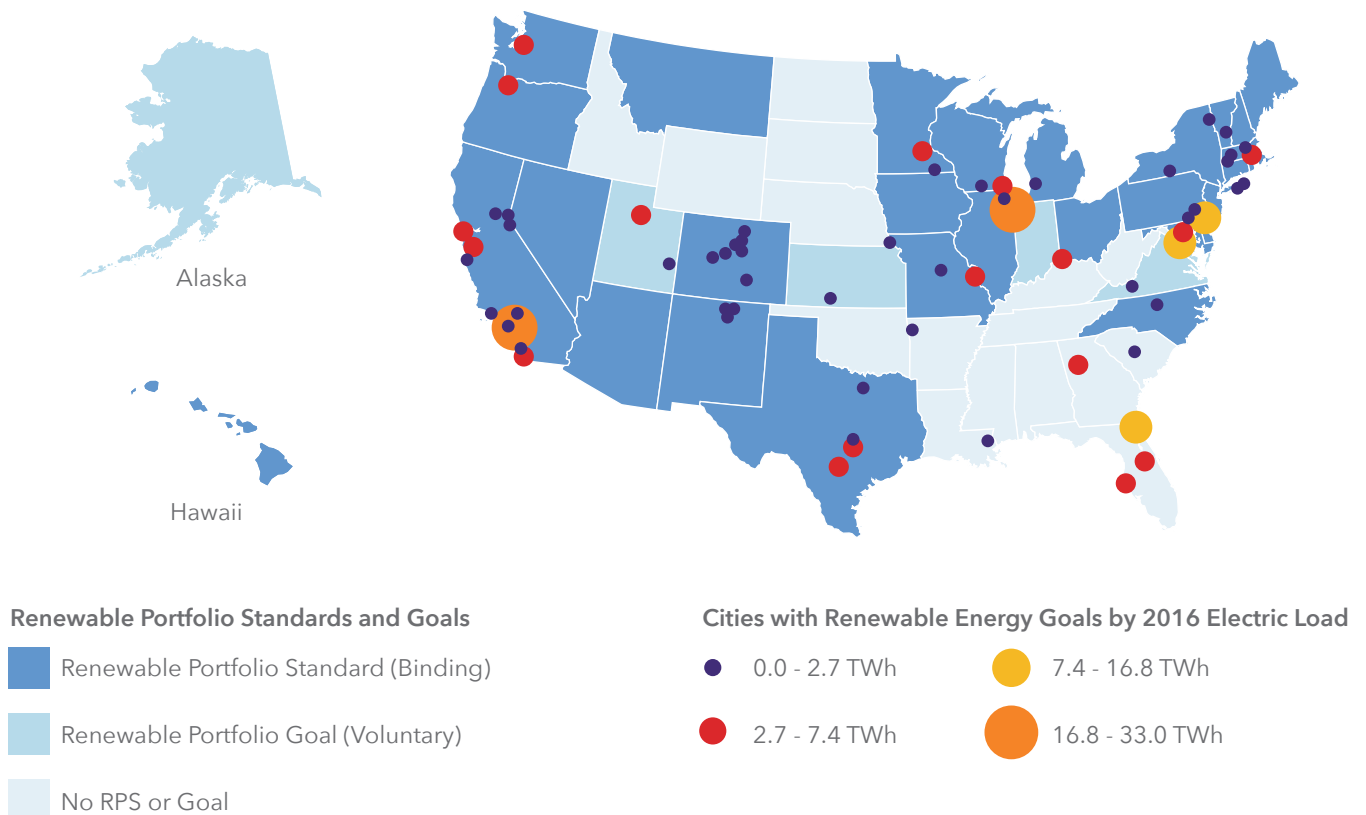 Alaska
Hawaii
Renewable Portfolio Standards and Goals
Renewable Portfolio Standard (Binding)
Renewable Portfolio Goal (Voluntary)
No RPS or Goal
Cities with Renewable Energy Goals by 2016 Electric Load
0.0 - 2.7 TWh
2.7 - 7.4 TWh
7.4 - 16.8 TWh
16.8 - 33.0 TWh